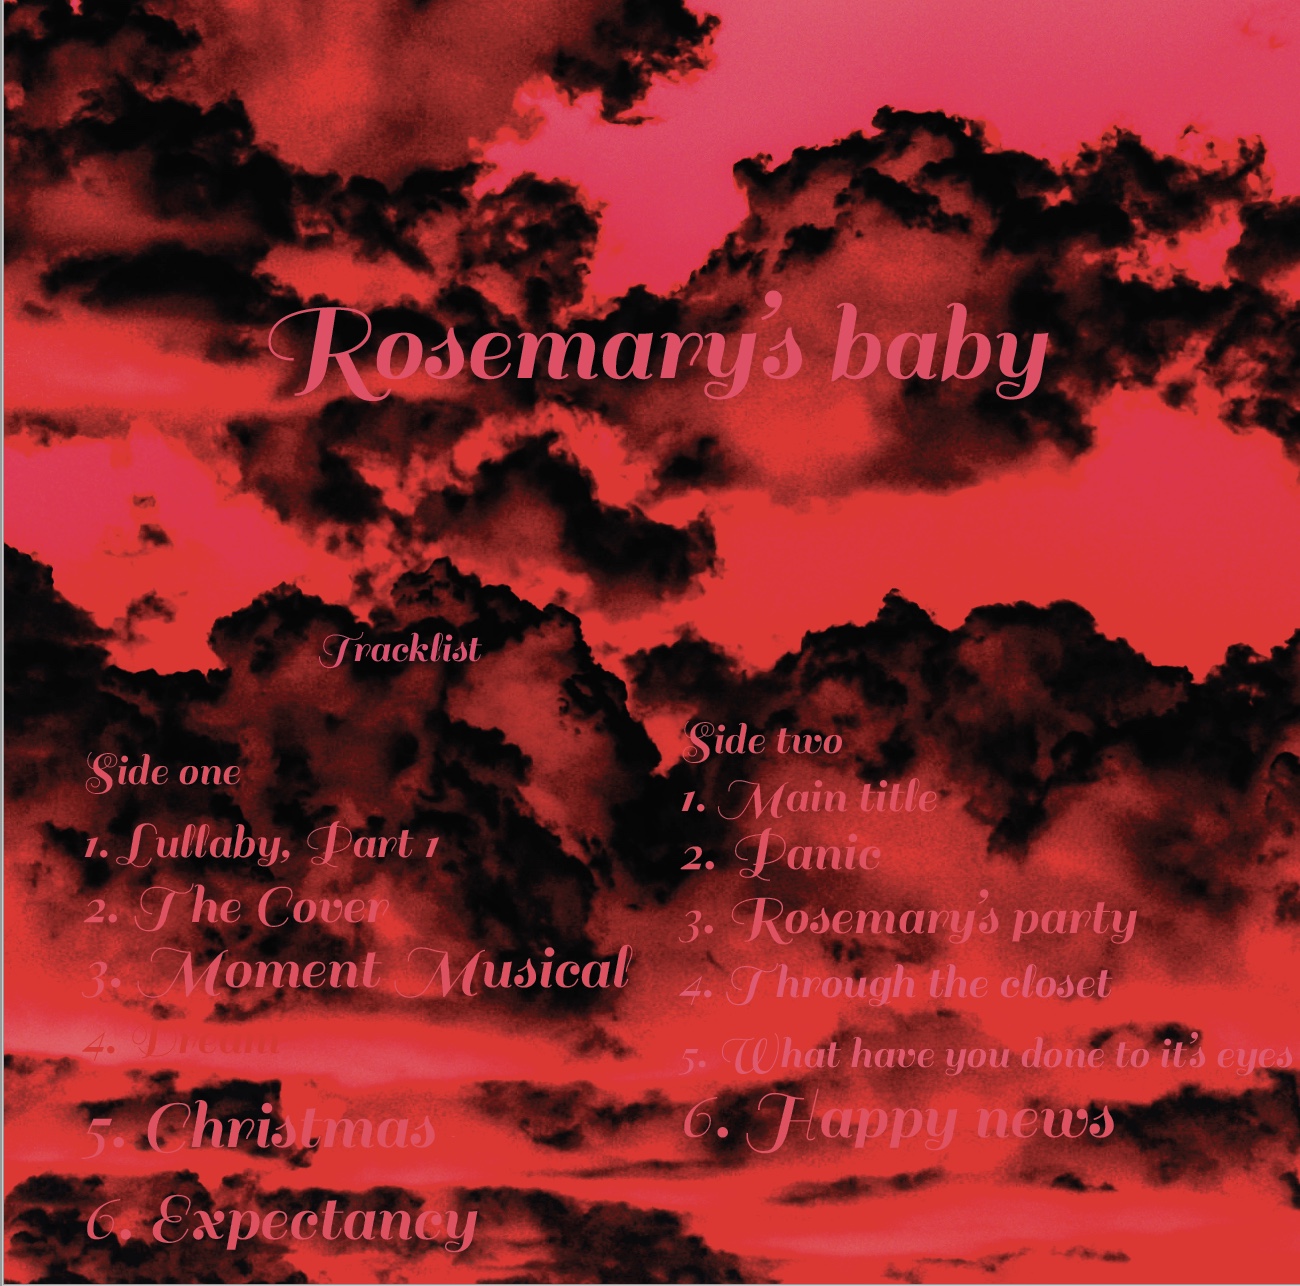 Rosemary's baby
Tracklist
Side one
1. Lullaby, Part 1
2. The Cover
3. Moment Musical
4. Dream
5. Christmas
6. Expectancy
Side two
1. Main title
2. Panic
3. Rosemary's party
4. Through the closet
5. What have you done to it's eyes
6. Happy news